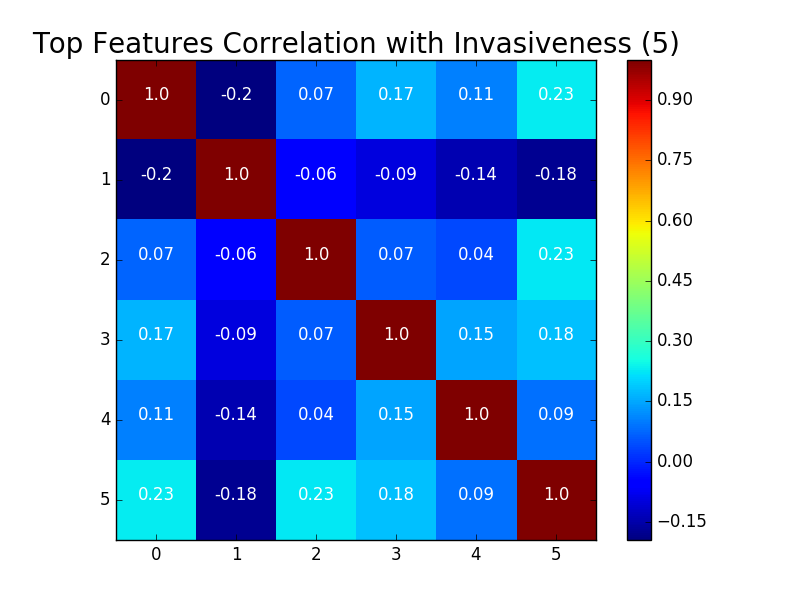 Top Features Correlation with Invasiveness (5)
0 1.0 -0.2 0.07 0.17 0.11 0.23
1 -0.2 1.0 -0.06 -0.09 -0.14 -0.18
2 0.07 -0.06 1.0 0.07 0.04 0.23
3 0.17 -0.09 0.07 1.0 0.15 0.18
4 0.11 -0.14 0.04 0.15 1.0 0.09
5 0.23 -0.18 0.23 0.18 0.09 1.0
0 1 2 3 4 5
0.90
0.75
0.60
0.45
0.30
0.15
0.00
−0.15